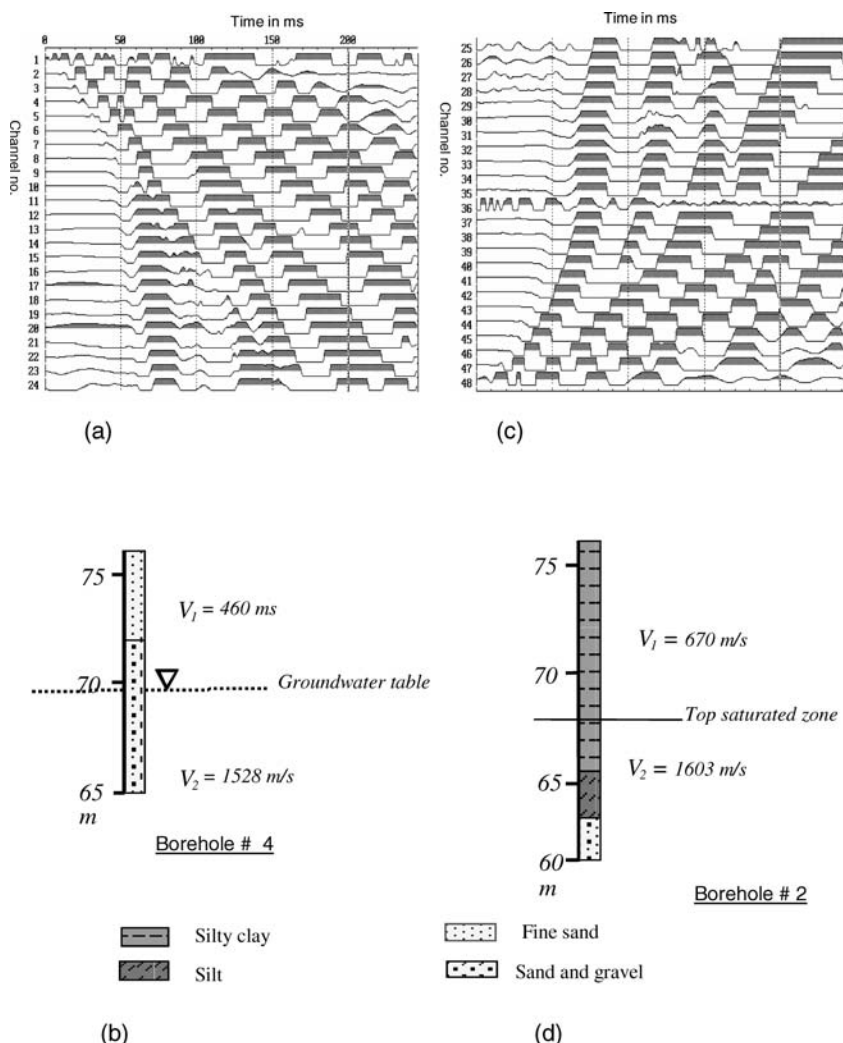 Time in ms
0
50
100
150
200
Channel no.
1
2
3
4
5
6
7
8
9
10
11
12
13
14
15
16
17
18
19
20
21
22
23
24
(a)
Time in ms
Channel no.
25
26
27
28
29
30
31
32
33
34
35
36
37
38
39
40
41
42
43
44
45
46
47
48
(c)
75
V1 = 460 ms
70
Groundwater table
V2 = 1528 m/s
65
m
Borehole # 4
75
V1 = 670 m/s
70
Top saturated zone
V2 = 1603 m/s
65
60
m
Borehole # 2
Silty clay
Silt
Fine sand
Sand and gravel
(b)
(d)